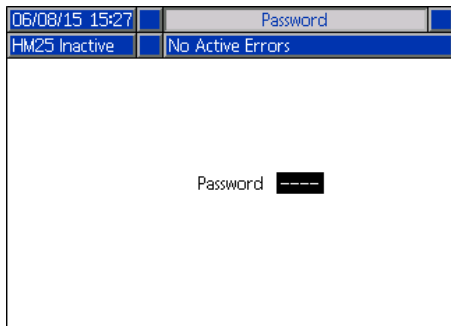 06/08/15 15:27 Password
HM25 Inactive No Active Errors
Password ----